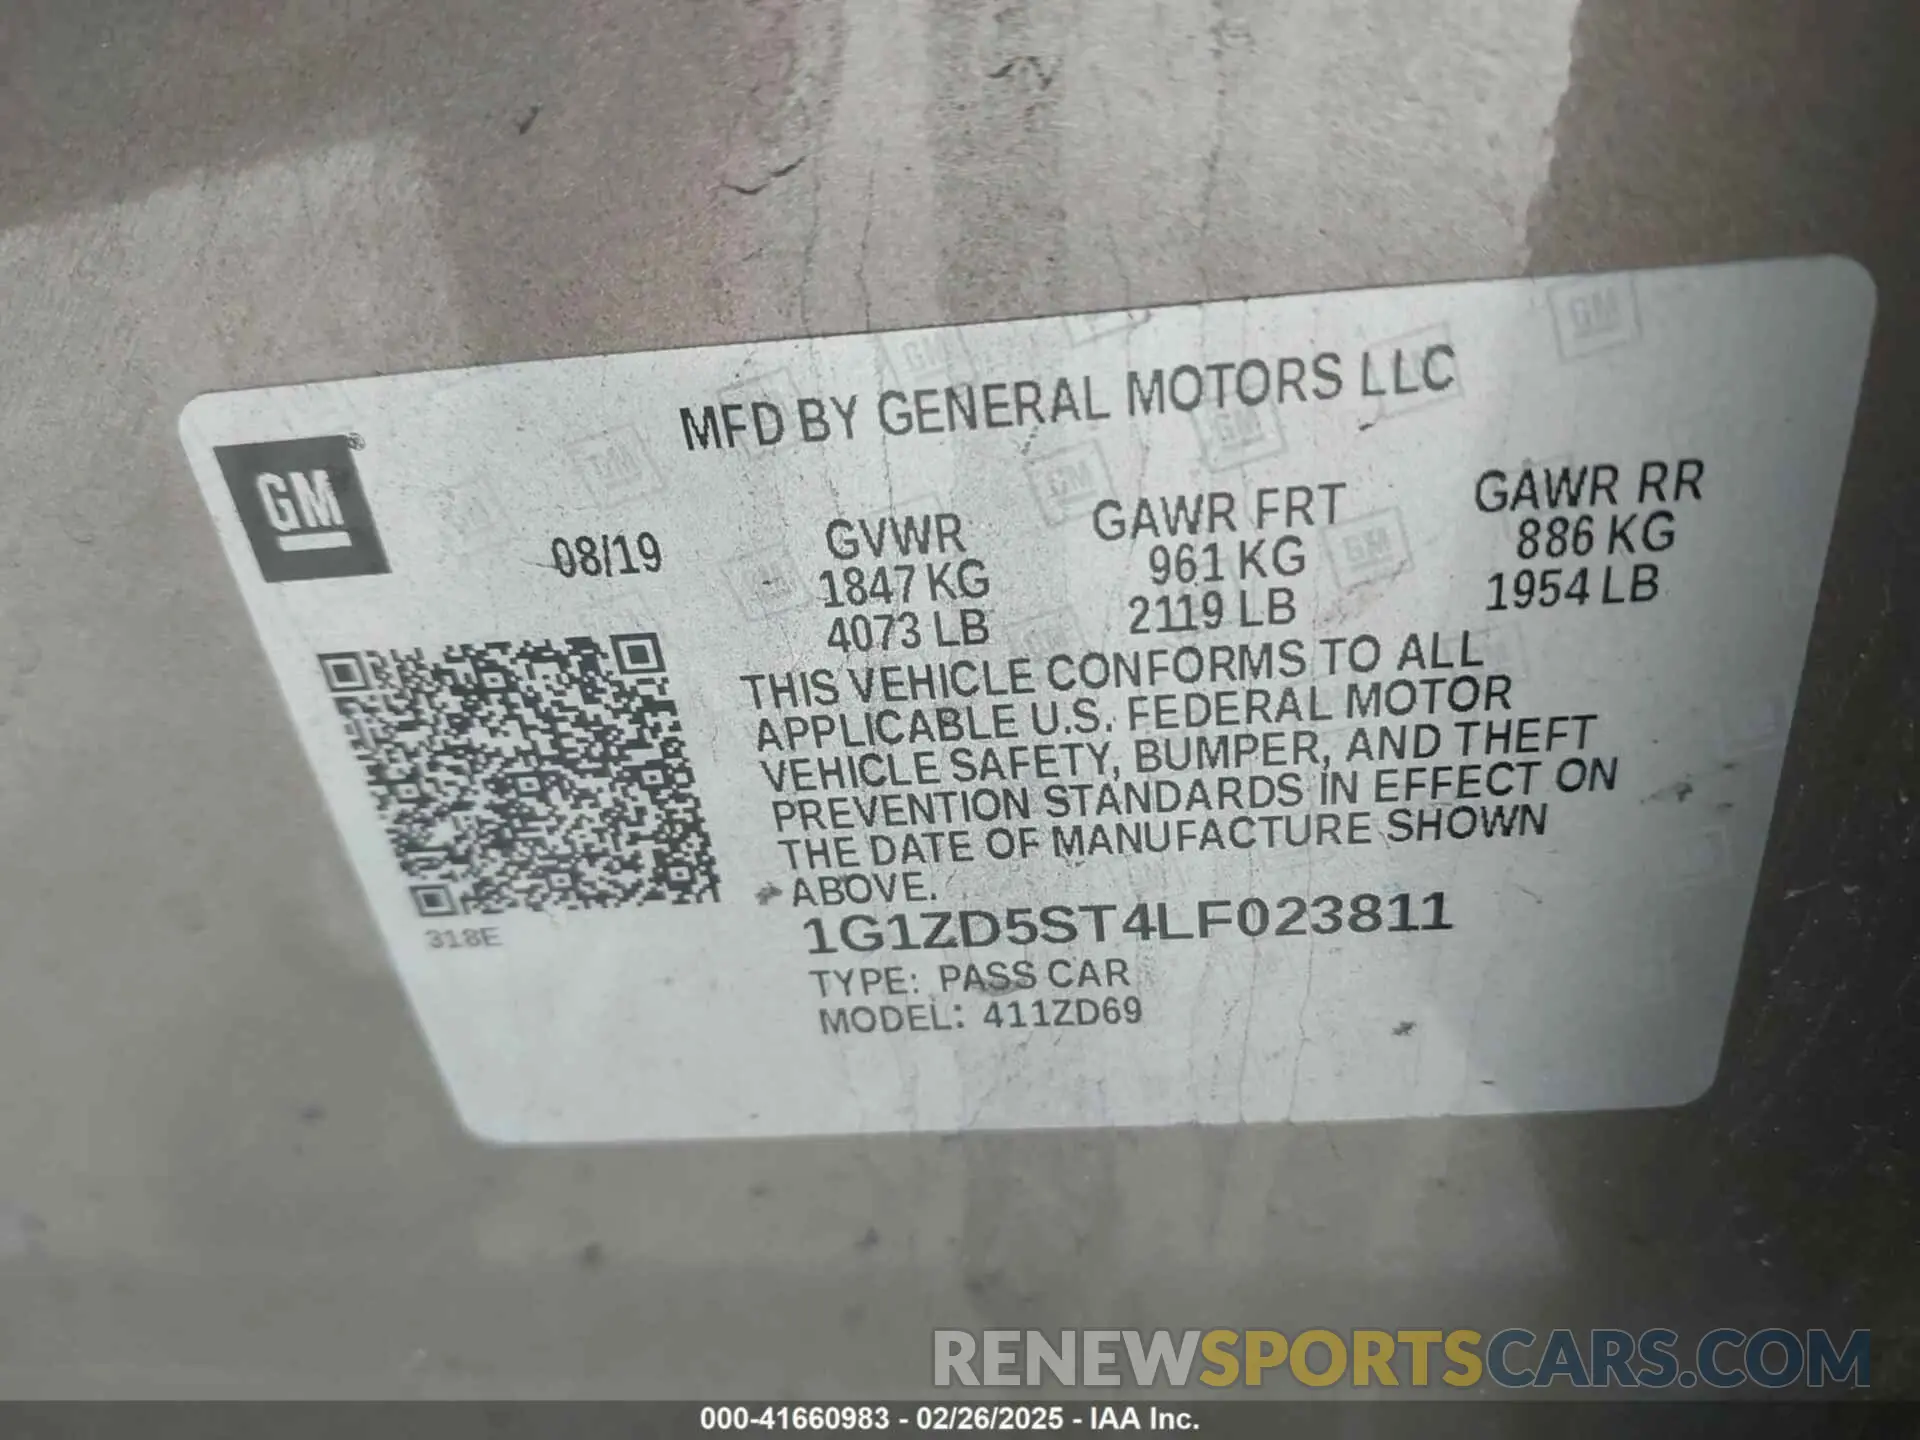 MFD BY GENERAL MOTORS LLC
GM®
08/19
GVWR
1847 KG
4073 LB
GAWR FRT
961 KG
2119 LB
GAWR RR
886 KG
1954 LB
THIS VEHICLE CONFORMS TO ALL
APPLICABLE U.S. FEDERAL MOTOR
VEHICLE SAFETY, BUMPER, AND THEFT
PREVENTION STANDARDS IN EFFECT ON
THE DATE OF MANUFACTURE SHOWN
ABOVE.
318E
1G1ZD5ST4LF023811
TYPE: PASS CAR
MODEL: 411ZD69
RENEWSPORTSCARS.COM
000-41660983 - 02/26/2025 - IAA Inc.